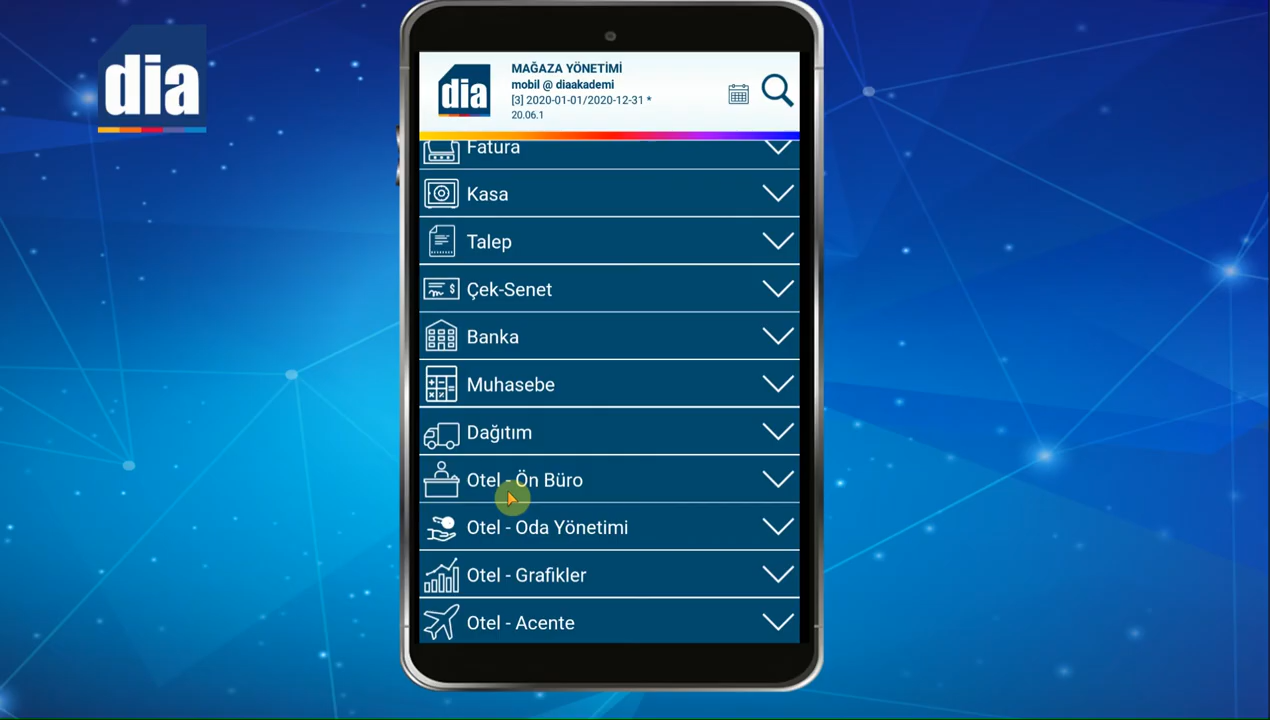 dia
dia
MAĞAZA YÖNETİMİ
mobil @ diaakademi
[3] 2020-01-01/2020-12-31 *
20.06.1
Fatura
Kasa
Talep
Çek-Senet
Banka
Muhasebe
Dağıtım
Otel - Ön Büro
Otel - Oda Yönetimi
Otel - Grafikler
Otel - Acente